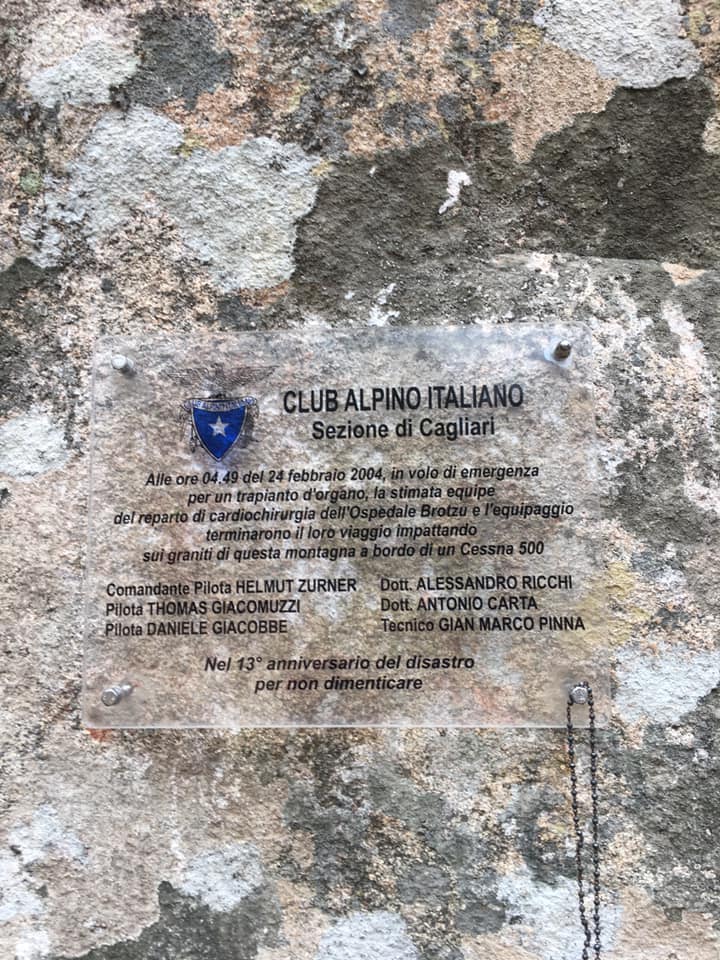 CLUB ALPINO ITALIANO
Sezione di Cagliari
Alle ore 04.49 del 24 febbraio 2004, in volo di emergenza
per un trapianto d'organo, la stimata equipe
del reparto di cardiochirurgia dell'Ospedale Brotzu e l'equipaggio
terminarono il loro viaggio impattando
sui graniti di questa montagna a bordo di un Cessna 500
Comandante Pilota HELMUT ZURNER Dott. ALESSANDRO RICCHI
Pilota THOMAS GIACOMUZZI Dott. ANTONIO CARTA
Pilota DANIELE GIACOBBE Tecnico GIAN MARCO PINNA
Nel 13° anniversario del disastro
per non dimenticare